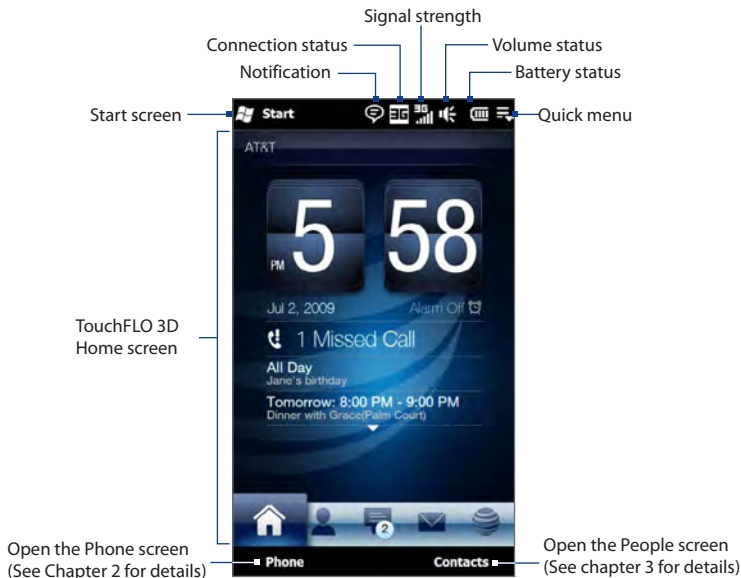 Signal strength
Connection status
Volume status
Notification
Battery status
Start screen
Start
3G
3G
Quick menu
AT&T
PM
5
58
Jul 2, 2009
Alarm Off
1 Missed Call
All Day
Jane's birthday
Tomorrow: 8:00 PM - 9:00 PM
Dinner with Grace(Palm Court)
TouchFLO 3D
Home screen
2
Open the Phone screen
(See Chapter 2 for details)
Phone
Contacts
Open the People screen
(See chapter 3 for details)